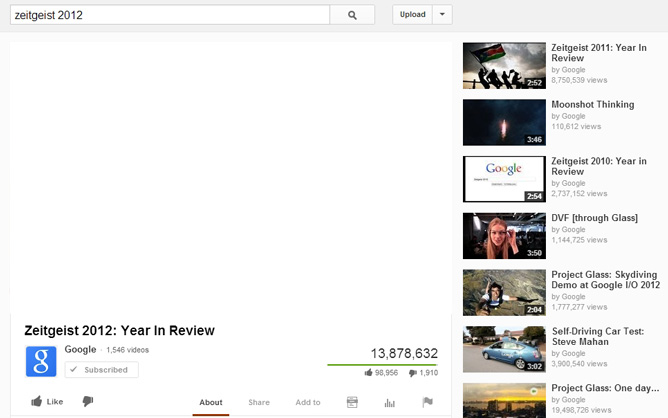 zeitgeist 2012
Upload
Zeitgeist 2011: Year In
Review
by Google
8,750,539 views
2:52
Moonshot Thinking
by Google
110,612 views
3:46
Zeitgeist 2010: Year in
Review
by Google
2,737,152 views
Google
2:54
DVF [through Glass]
by Google
1,144,725 views
3:50
Project Glass: Skydiving
Demo at Google I/O 2012
by Google
1,777,277 views
2:04
Self-Driving Car Test:
Steve Mahan
by Google
3,900,540 views
3:02
Project Glass: One day...
by Google
19,498,726 views
Zeitgeist 2012: Year In Review
g
Google · 1,546 videos
Subscribed
13,878,632
98,956 1,910
Like
About Share Add to